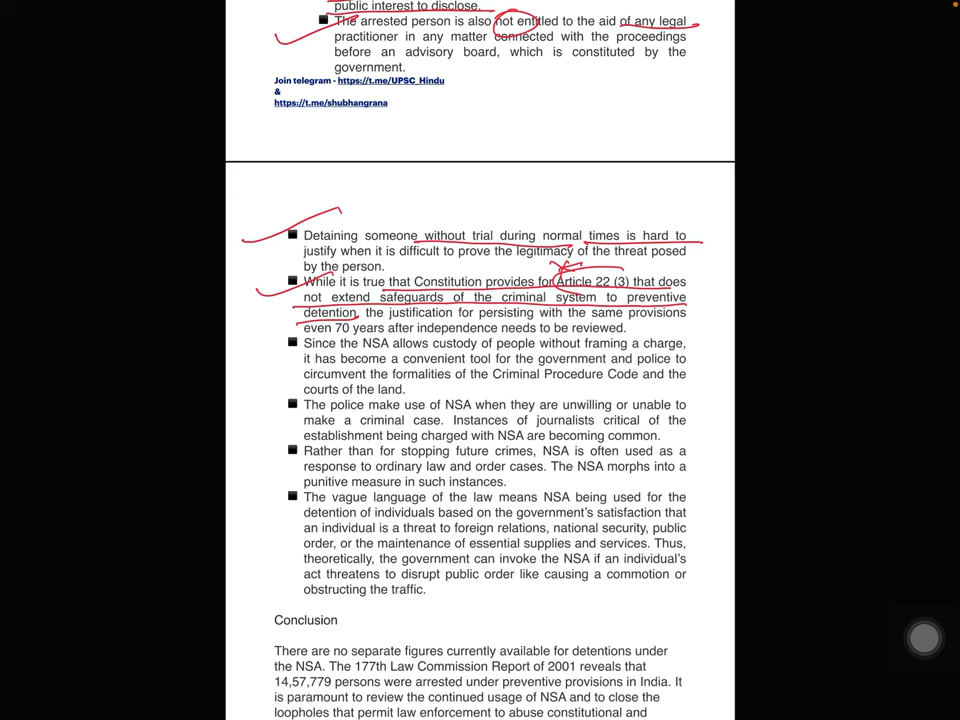 public interest to disclose.
The arrested person is also not entitled to the aid of any legal
practitioner in any matter connected with the proceedings
before an advisory board, which is constituted by the
government.
Join telegram - https://t.me/UPSC_Hindu
&
https://t.me/shubhangrana
Detaining someone without trial during normal times is hard to
justify when it is difficult to prove the legitimacy of the threat posed
by the person.
While it is true that Constitution provides for Article 22 (3) that does
not extend safeguards of the criminal system to preventive
detention, the justification for persisting with the same provisions
even 70 years after independence needs to be reviewed.
Since the NSA allows custody of people without framing a charge,
it has become a convenient tool for the government and police to
circumvent the formalities of the Criminal Procedure Code and the
courts of the land.
The police make use of NSA when they are unwilling or unable to
make a criminal case. Instances of journalists critical of the
establishment being charged with NSA are becoming common.
Rather than for stopping future crimes, NSA is often used as a
response to ordinary law and order cases. The NSA morphs into a
punitive measure in such instances.
The vague language of the law means NSA being used for the
detention of individuals based on the government's satisfaction that
an individual is a threat to foreign relations, national security, public
order, or the maintenance of essential supplies and services. Thus,
theoretically, the government can invoke the NSA if an individual's
act threatens to disrupt public order like causing a commotion or
obstructing the traffic.
Conclusion
There are no separate figures currently available for detentions under
the NSA. The 177th Law Commission Report of 2001 reveals that
14,57,779 persons were arrested under preventive provisions in India. It
is paramount to review the continued usage of NSA and to close the
loopholes that permit law enforcement to abuse constitutional and